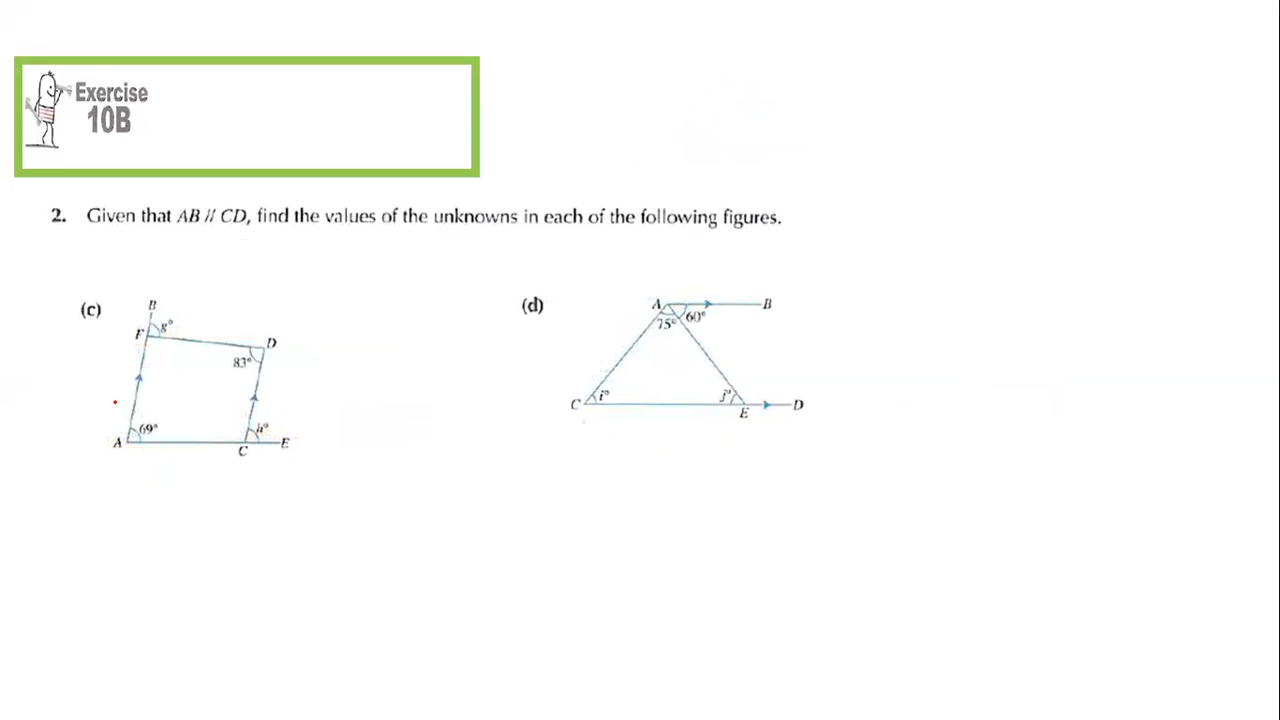 Exercise
10B
2. Given that AB // CD, find the values of the unknowns in each of the following figures.
(c)
B
F
g°
D
83°
69°
h°
A
C
E
(d)
A
B
75°
60°
C
i°
j°
E
D